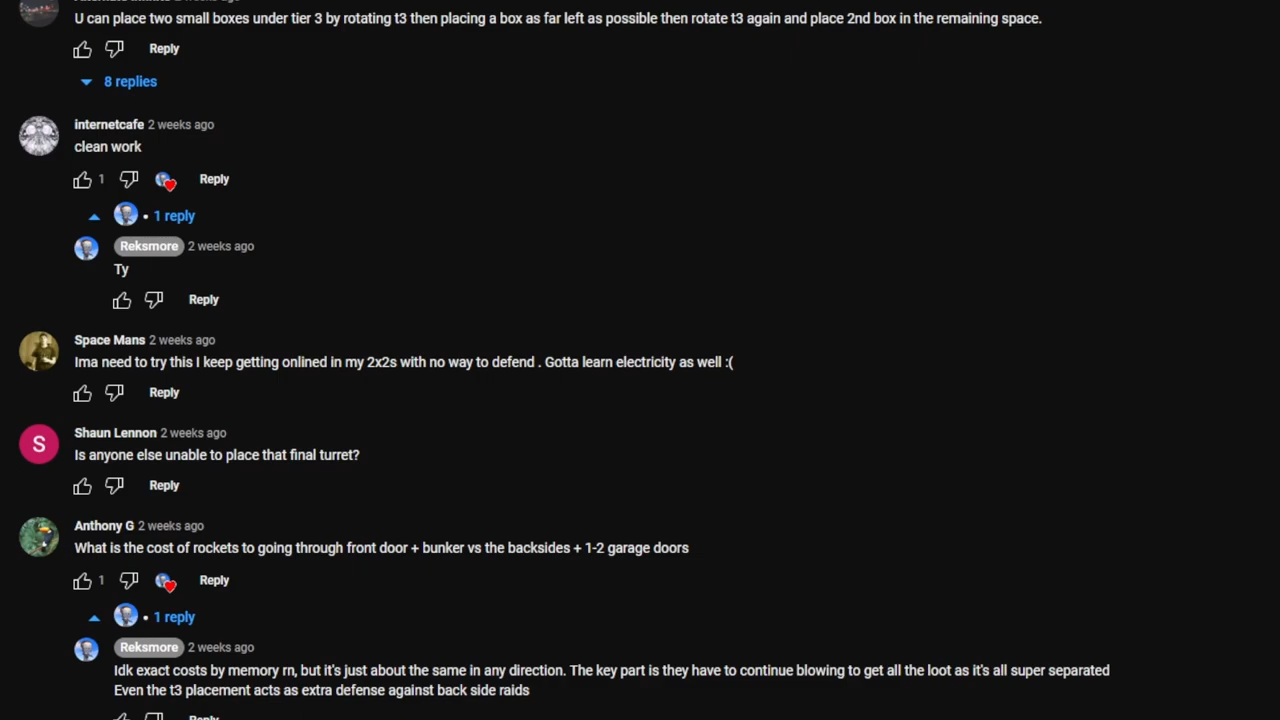 U can place two small boxes under tier 3 by rotating t3 then placing a box as far left as possible then rotate t3 again and place 2nd box in the remaining space.
Reply
8 replies
internetcafe 2 weeks ago
clean work
1 Reply
• 1 reply
Reksmore 2 weeks ago
Ty
Reply
Space Mans 2 weeks ago
Ima need to try this I keep getting onlined in my 2x2s with no way to defend . Gotta learn electricity as well :(
Reply
S
Shaun Lennon 2 weeks ago
Is anyone else unable to place that final turret?
Reply
Anthony G 2 weeks ago
What is the cost of rockets to going through front door + bunker vs the backsides + 1-2 garage doors
1 Reply
• 1 reply
Reksmore 2 weeks ago
Idk exact costs by memory rn, but it's just about the same in any direction. The key part is they have to continue blowing to get all the loot as it's all super separated
Even the t3 placement acts as extra defense against back side raids
Reply